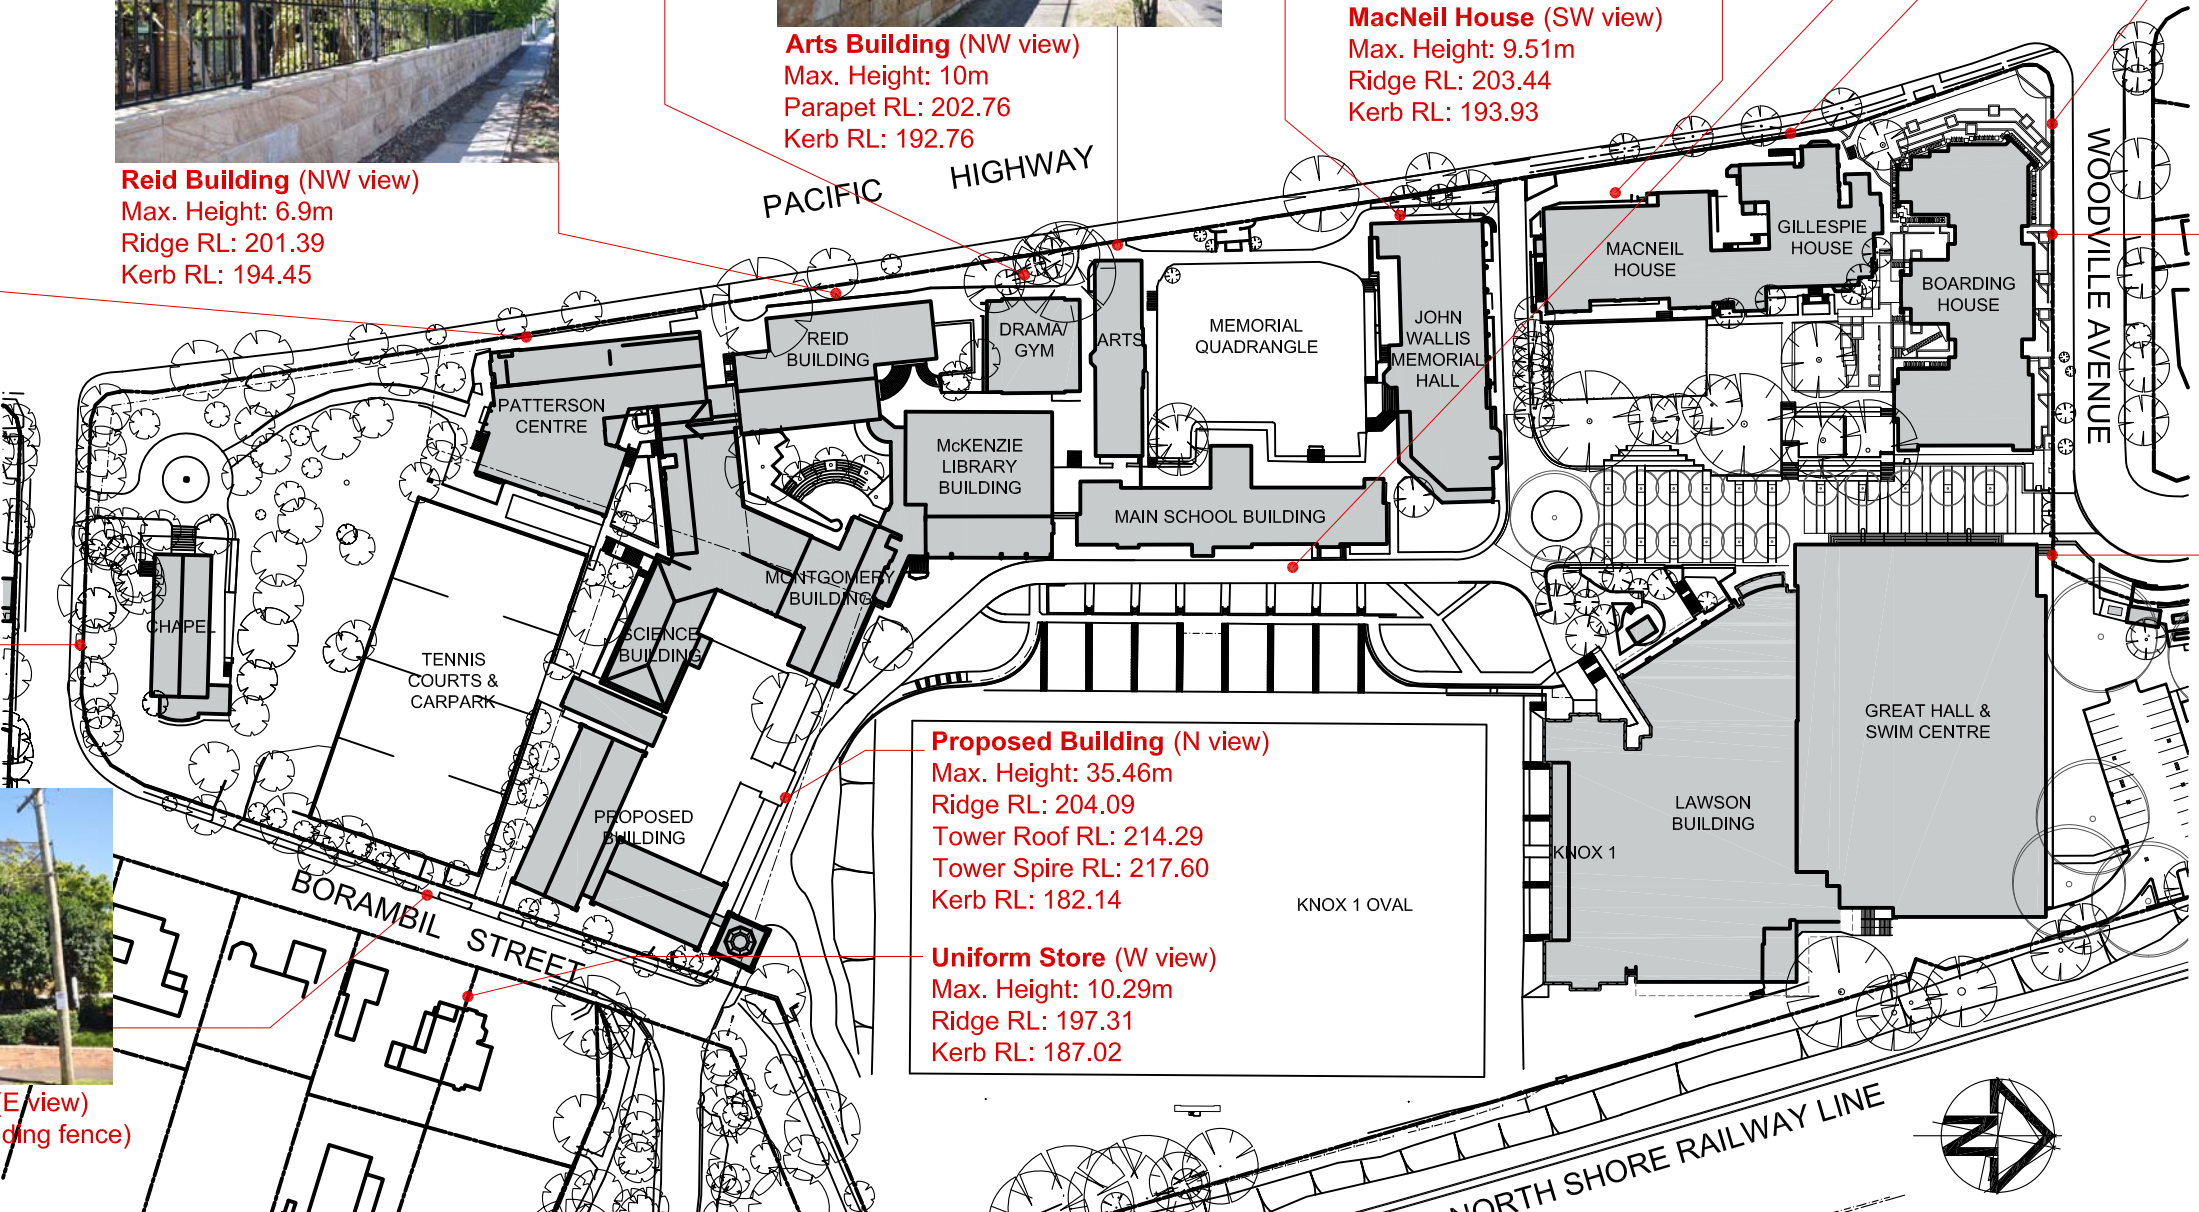 MacNeil House (SW view)
Max. Height: 9.51m
Ridge RL: 203.44
Kerb RL: 193.93
Arts Building (NW view)
Max. Height: 10m
Parapet RL: 202.76
Kerb RL: 192.76
Reid Building (NW view)
Max. Height: 6.9m
Ridge RL: 201.39
Kerb RL: 194.45
PACIFIC HIGHWAY
WOODVILLE AVENUE
MACNEIL
HOUSE
GILLESPIE
HOUSE
BOARDING
HOUSE
JOHN
WALLIS
MEMORIAL
HALL
MEMORIAL
QUADRANGLE
ARTS
DRAMA/
GYM
REID
BUILDING
PATTERSON
CENTRE
McKENZIE
LIBRARY
BUILDING
MAIN SCHOOL BUILDING
MONTGOMERY
BUILDING
SCIENCE
BUILDING
CHAPEL
TENNIS
COURTS &
CARPARK
PROPOSED
BUILDING
GREAT HALL &
SWIM CENTRE
LAWSON
BUILDING
KNOX 1
KNOX 1 OVAL
Proposed Building (N view)
Max. Height: 35.46m
Ridge RL: 204.09
Tower Roof RL: 214.29
Tower Spire RL: 217.60
Kerb RL: 182.14
Uniform Store (W view)
Max. Height: 10.29m
Ridge RL: 197.31
Kerb RL: 187.02
BORAMBIL STREET
(E view)
ding fence)
NORTH SHORE RAILWAY LINE
N